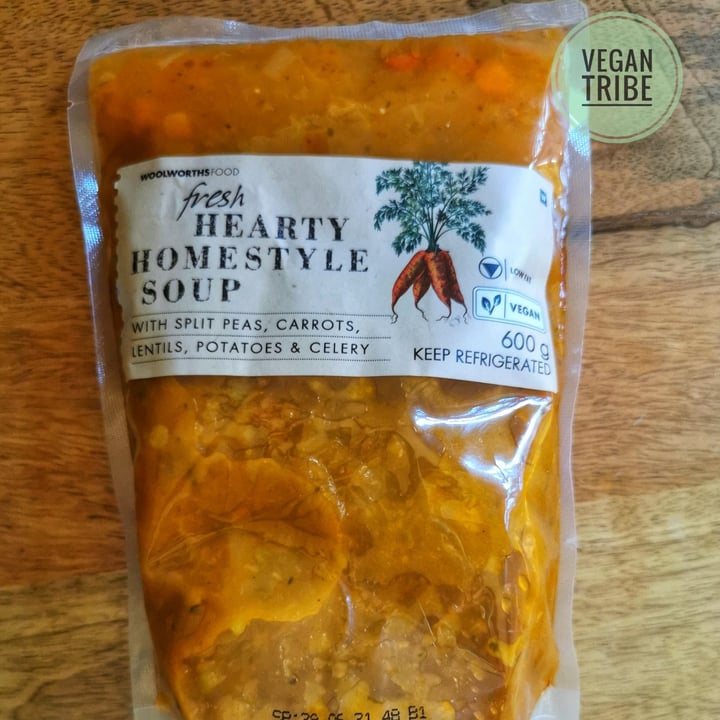 VEGAN
TRIBE
WOOLWORTHSFOOD
fresh
HEARTY
HOMESTYLE
SOUP
WITH SPLIT PEAS, CARROTS,
LENTILS, POTATOES & CELERY
LOW FAT
VEGAN
600 g
KEEP REFRIGERATED